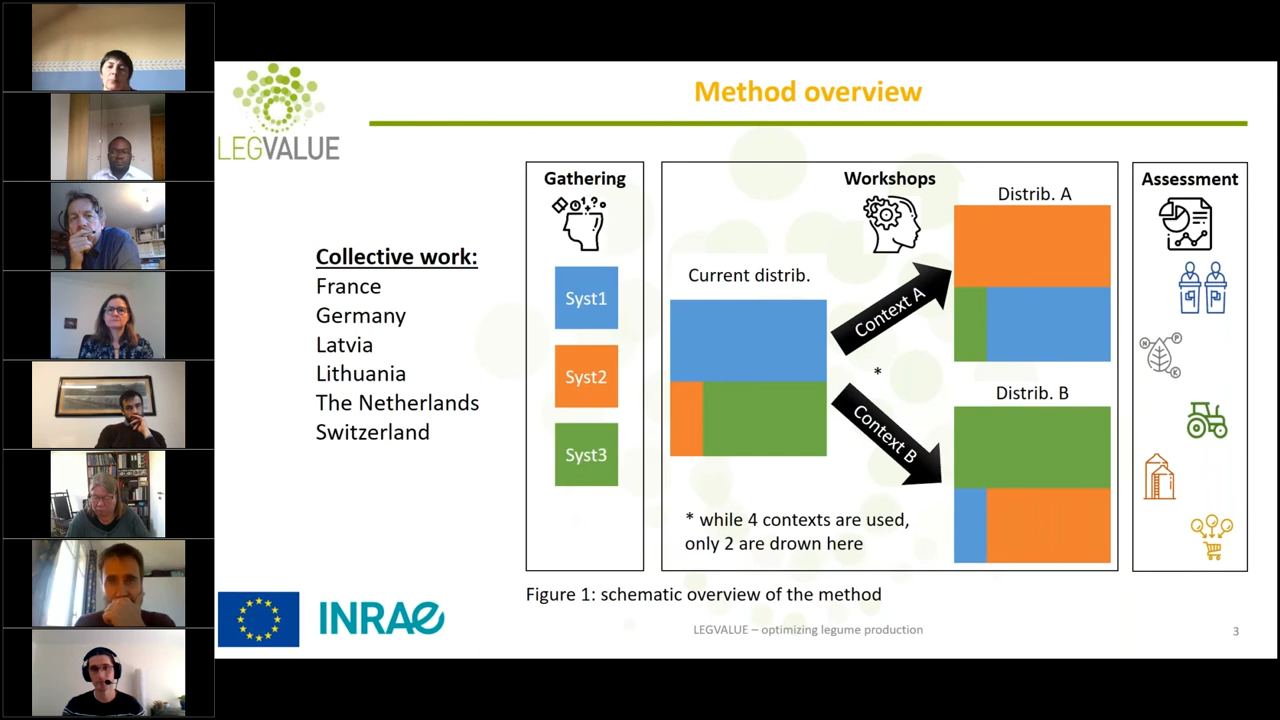 Method overview
LEGVALUE
Collective work:
France
Germany
Latvia
Lithuania
The Netherlands
Switzerland
Gathering
Syst1
Syst2
Syst3
Workshops
Current distrib.
Context A
*
Context B
Distrib. A
Distrib. B
* while 4 contexts are used,
only 2 are drown here
Assessment
N
P
K
Figure 1: schematic overview of the method
INRAE
LEGVALUE – optimizing legume production
3